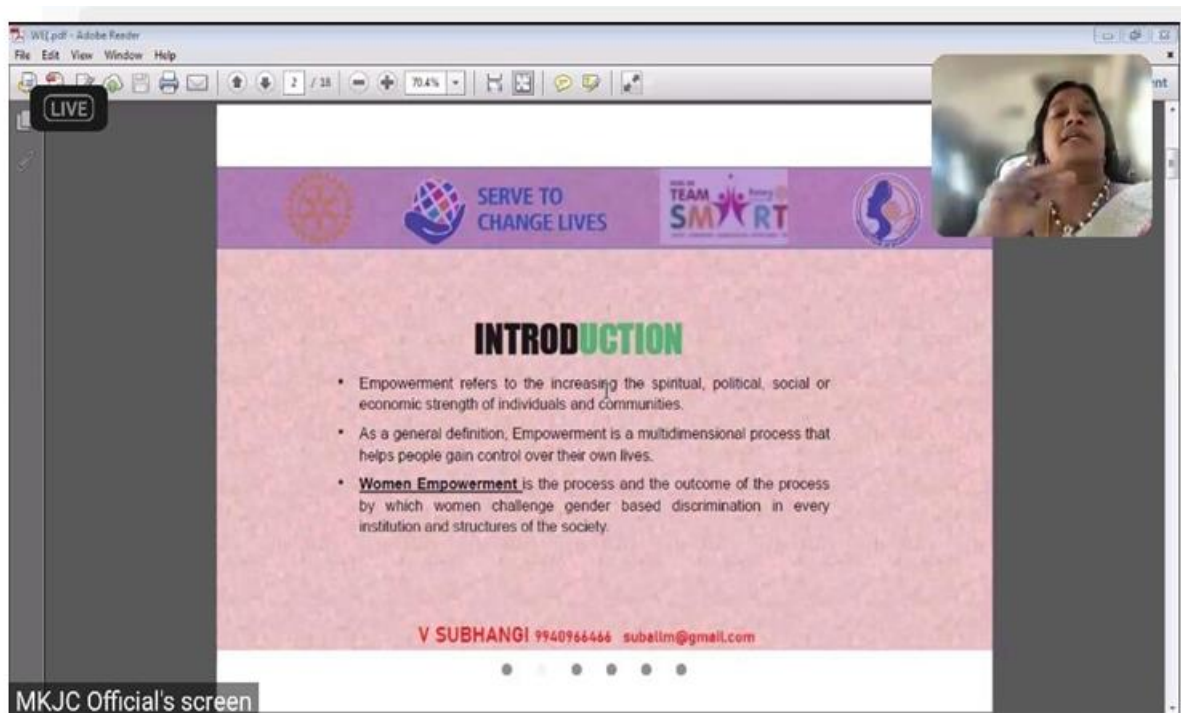 WE.pdf - Adobe Reader
File Edit View Window Help
2 / 18 70.4%
LIVE
SERVE TO
CHANGE LIVES
TEAM
SMART
Rotary
INTRODUCTION
• Empowerment refers to the increasing the spiritual, political, social or
economic strength of individuals and communities.
• As a general definition, Empowerment is a multidimensional process that
helps people gain control over their own lives.
• Women Empowerment is the process and the outcome of the process
by which women challenge gender based discrimination in every
institution and structures of the society.
V SUBHANGI 9940966466 suballm@gmail.com
MKJC Official's screen